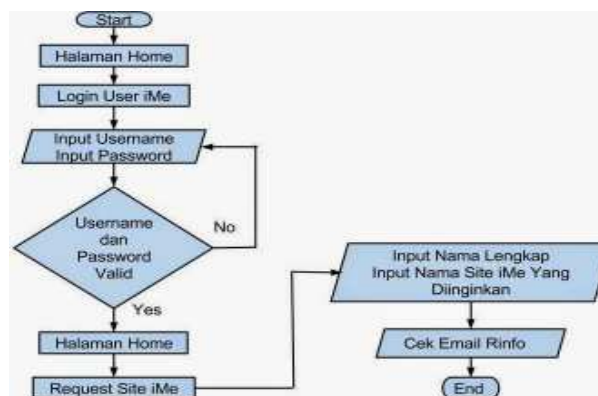 Start
Halaman Home
Login User iMe
Input Username
Input Password
Username
dan
Password
Valid
No
Yes
Halaman Home
Request Site iMe
Input Nama Lengkap
Input Nama Site iMe Yang
Diinginkan
Cek Email Rinfo
End